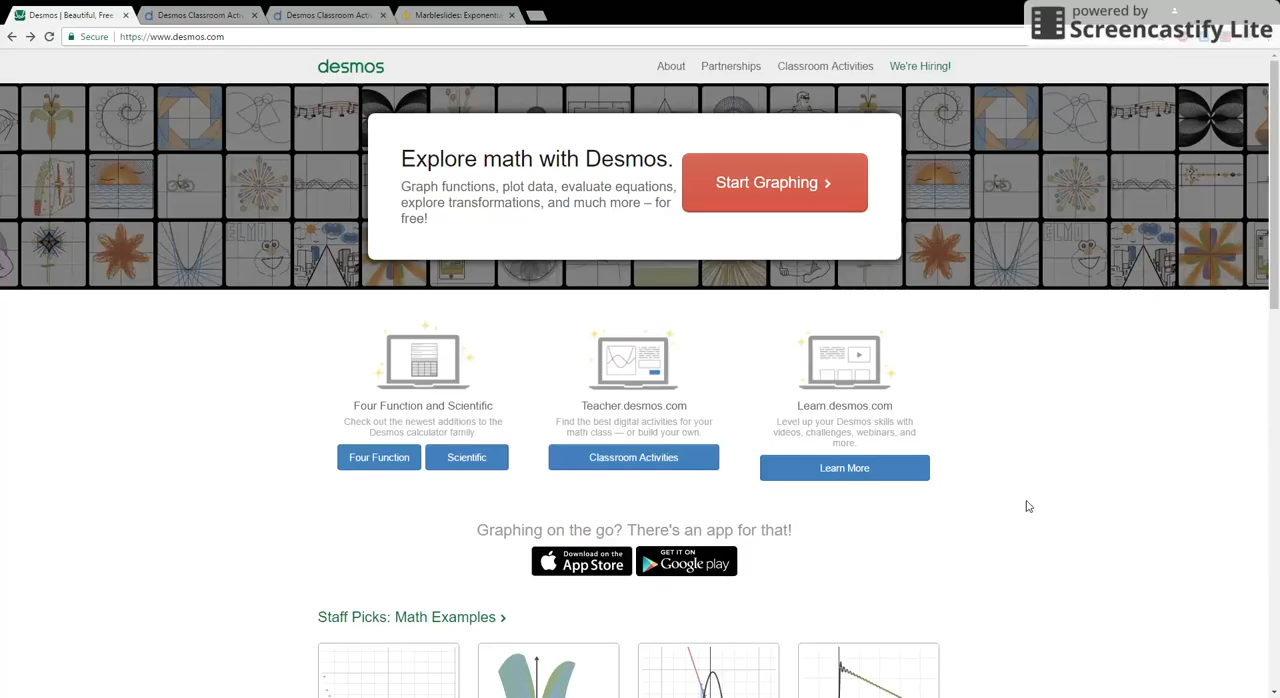 Desmos | Beautiful, Free
Desmos Classroom Activ
Desmos Classroom Activ
Marbleslides: Exponenti
powered by
Screencastify Lite
Secure
https://www.desmos.com
desmos
About
Partnerships
Classroom Activities
We're Hiring!
Explore math with Desmos.
Graph functions, plot data, evaluate equations,
explore transformations, and much more – for
free!
Start Graphing ›
ELMO
ELMO
Four Function and Scientific
Check out the newest additions to the
Desmos calculator family.
Four Function
Scientific
Teacher.desmos.com
Find the best digital activities for your
math class — or build your own.
Classroom Activities
Learn.desmos.com
Level up your Desmos skills with
videos, challenges, webinars, and
more.
Learn More
Graphing on the go? There's an app for that!
Download on the
App Store
GET IT ON
Google play
Staff Picks: Math Examples ›